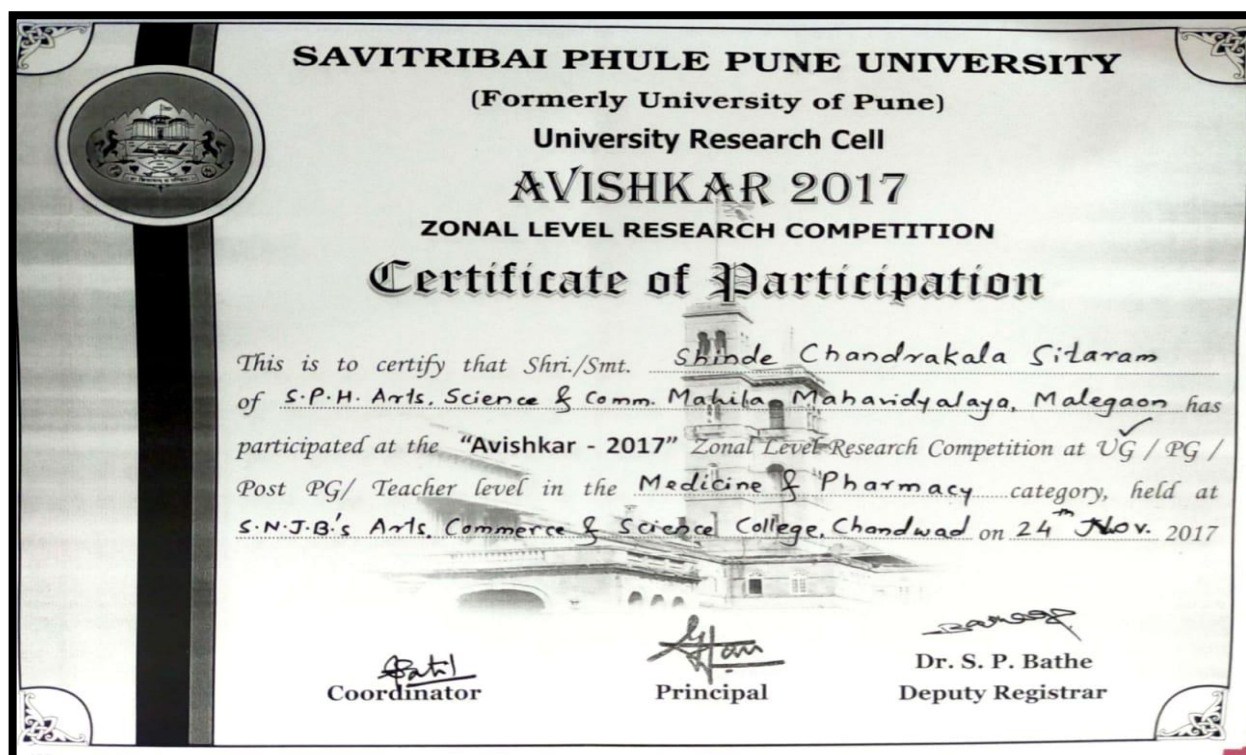 SAVITRIBAI PHULE PUNE UNIVERSITY
(Formerly University of Pune)
University Research Cell
AVISHKAR 2017
ZONAL LEVEL RESEARCH COMPETITION
Certificate of Participation
This is to certify that Shri./Smt. Shinde Chandrakala Sitaram
of S.P.H. Arts, Science & Comm. Mahila Mahavidyalaya, Malegaon has
participated at the "Avishkar - 2017" Zonal Level Research Competition at UG / PG /
Post PG/ Teacher level in the Medicine & Pharmacy category, held at
S.N.J.B.'s Arts, Commerce & Science College, Chandwad on 24th Nov. 2017
Patil
Coordinator
Principal
Dr. S. P. Bathe
Deputy Registrar